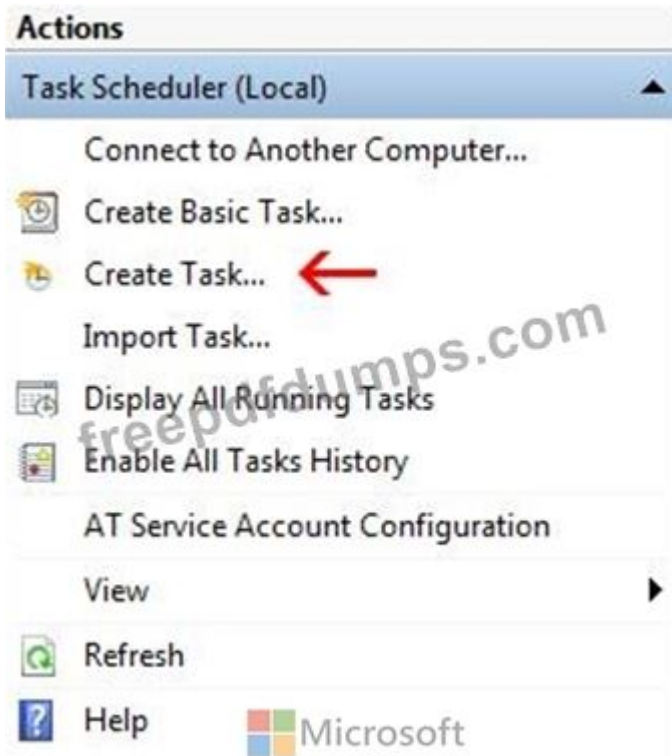 Actions
Task Scheduler (Local)
Connect to Another Computer...
Create Basic Task...
Create Task...
Import Task...
Display All Running Tasks
Enable All Tasks History
AT Service Account Configuration
View
Refresh
Help
freepdfdumps.com
Microsoft